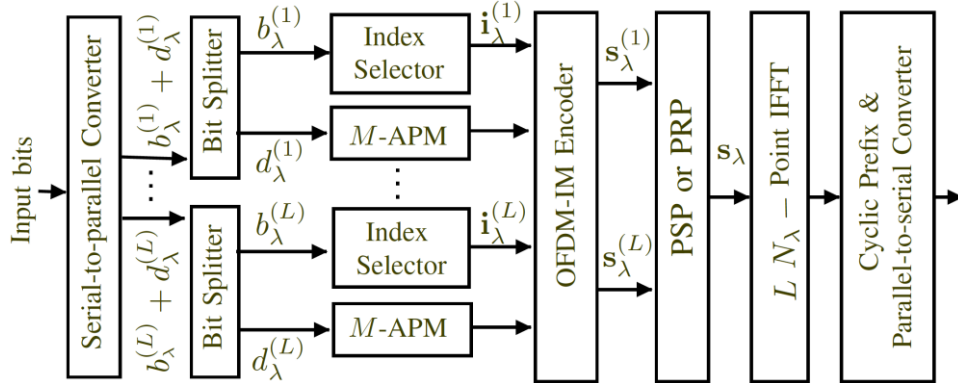 Input bits
Serial-to-parallel Converter
b_λ^(1) + d_λ^(1)
⋮
b_λ^(L) + d_λ^(L)
Bit Splitter
b_λ^(1)
d_λ^(1)
Index
Selector
i_λ^(1)
M-APM
⋮
Bit Splitter
b_λ^(L)
d_λ^(L)
Index
Selector
i_λ^(L)
M-APM
OFDM-IM Encoder
s_λ^(1)
s_λ^(L)
PSP or PRP
s_λ
L N_λ − Point IFFT
Cyclic Prefix &
Parallel-to-serial Converter